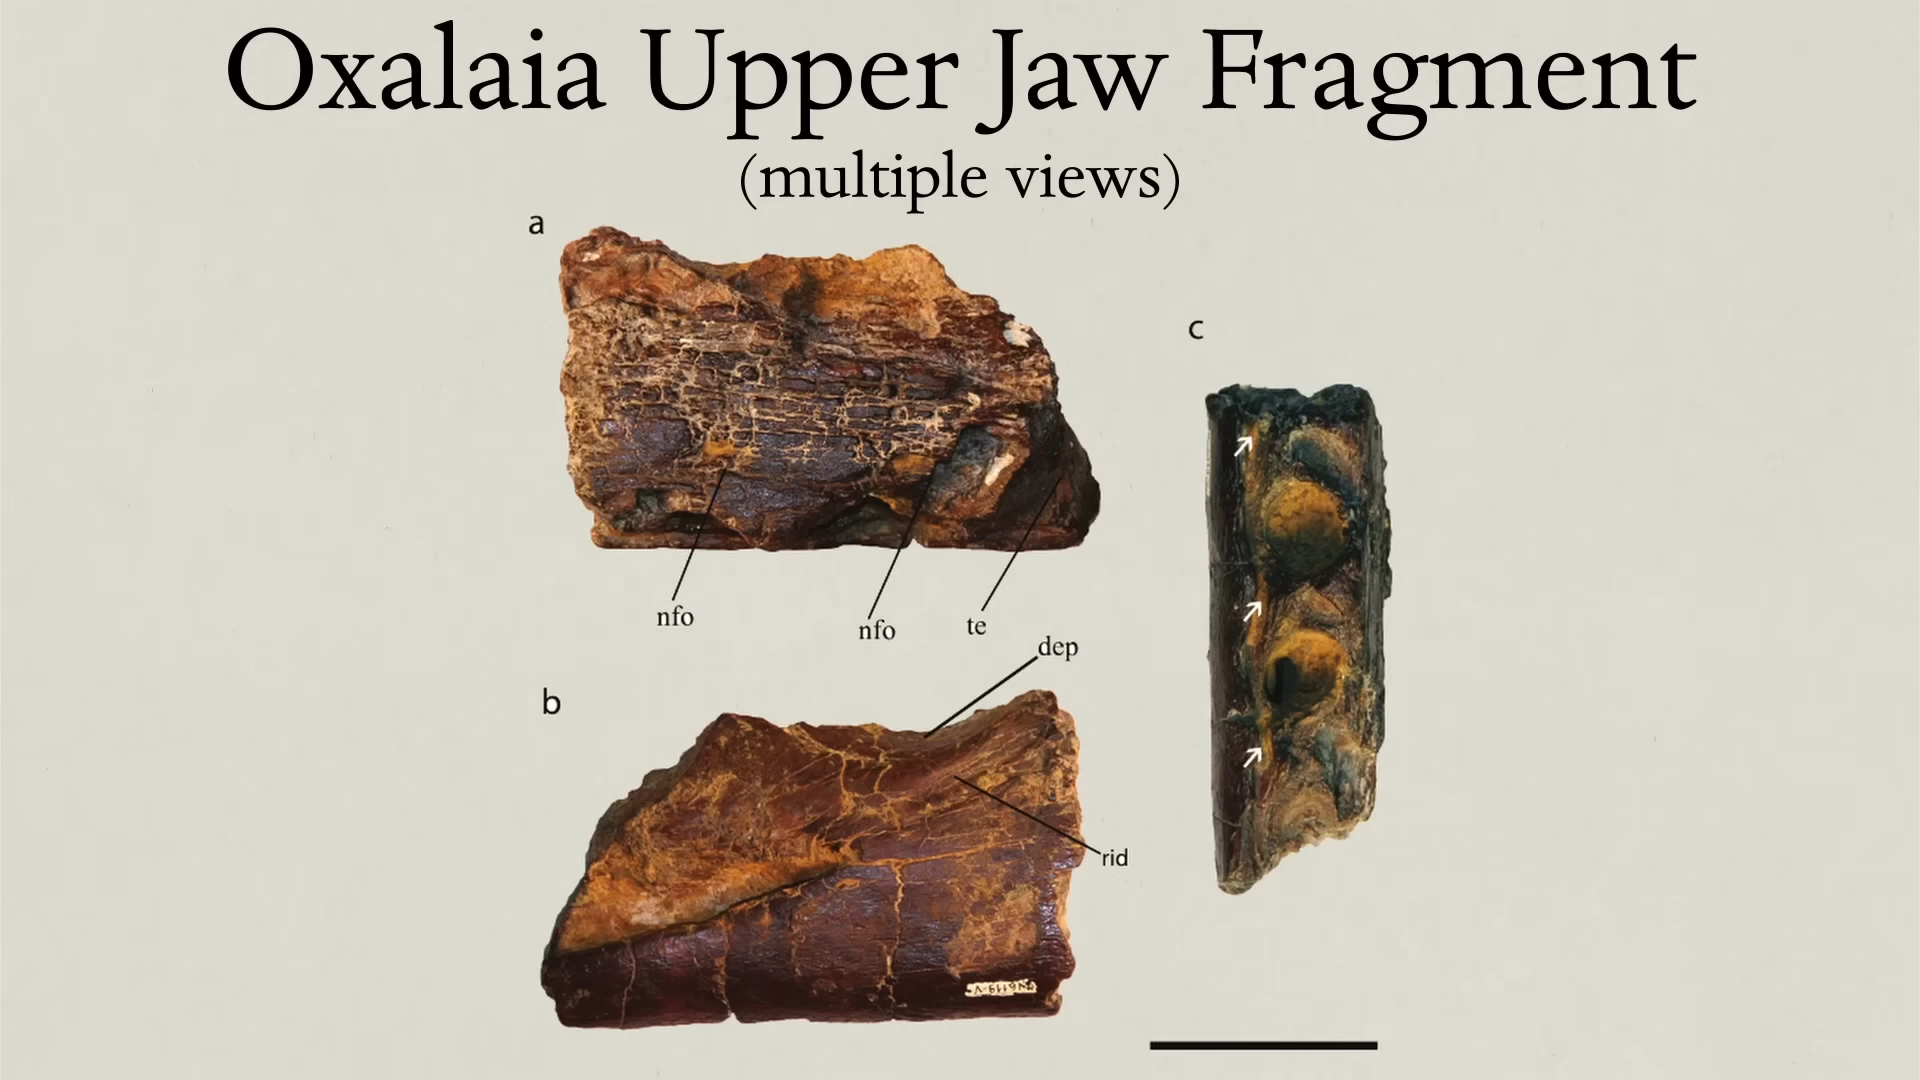 Oxalaia Upper Jaw Fragment
(multiple views)
a
c
nfo
nfo
te
dep
b
rid